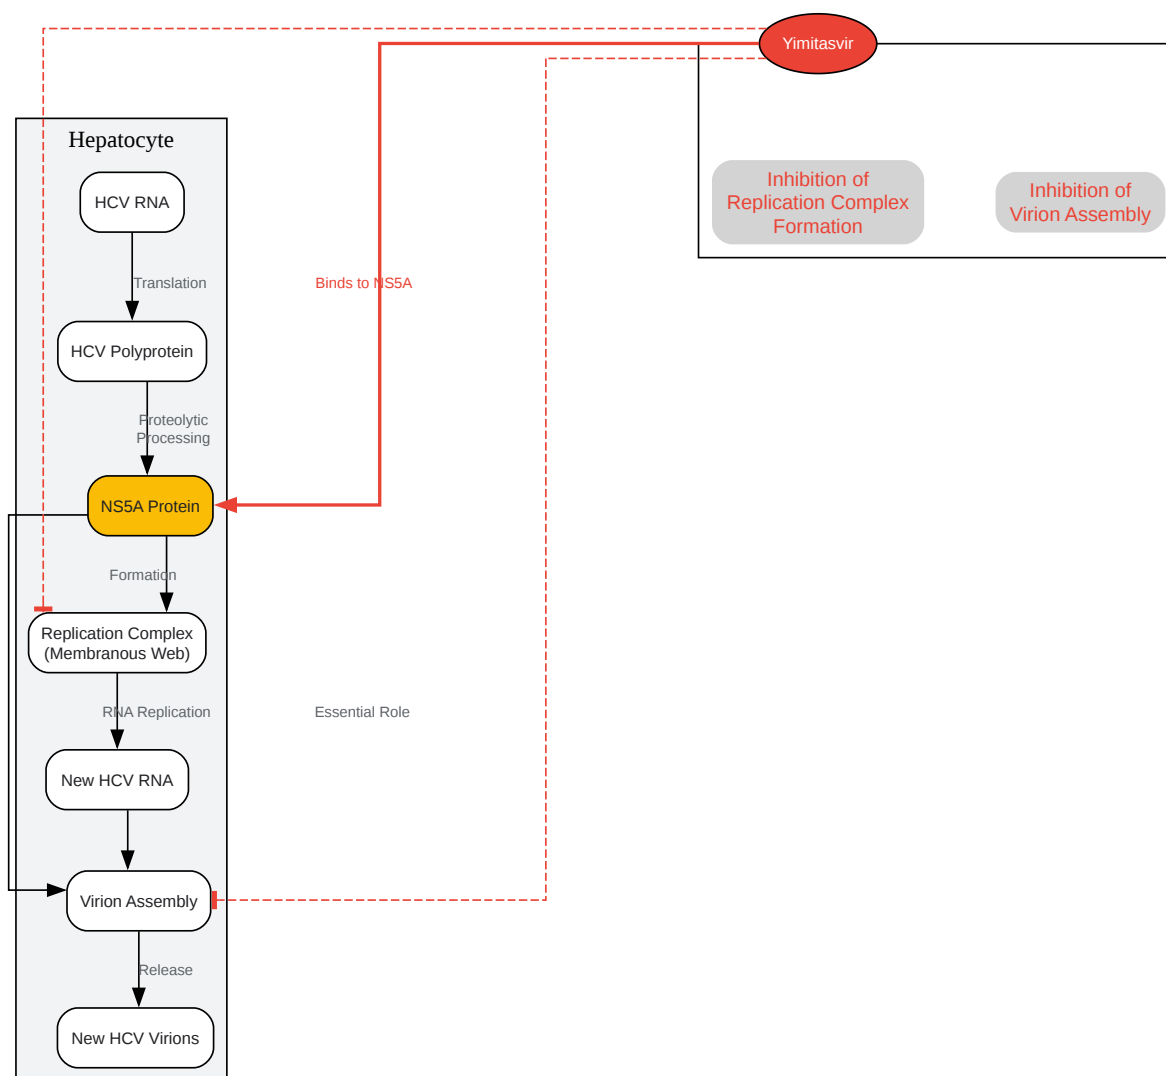 Yimitasvir
Hepatocyte
HCV RNA
Inhibition of
Replication Complex
Formation
Inhibition of
Virion Assembly
Translation
Binds to NS5A
HCV Polyprotein
Proteolytic
Processing
NS5A Protein
Formation
Replication Complex
(Membranous Web)
RNA Replication
Essential Role
New HCV RNA
Virion Assembly
Release
New HCV Virions